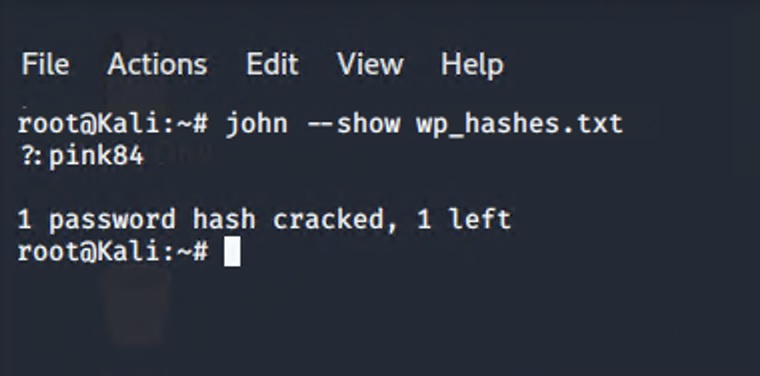 File Actions Edit View Help
root@Kali:~# john --show wp_hashes.txt
?:pink84
1 password hash cracked, 1 left
root@Kali:~#